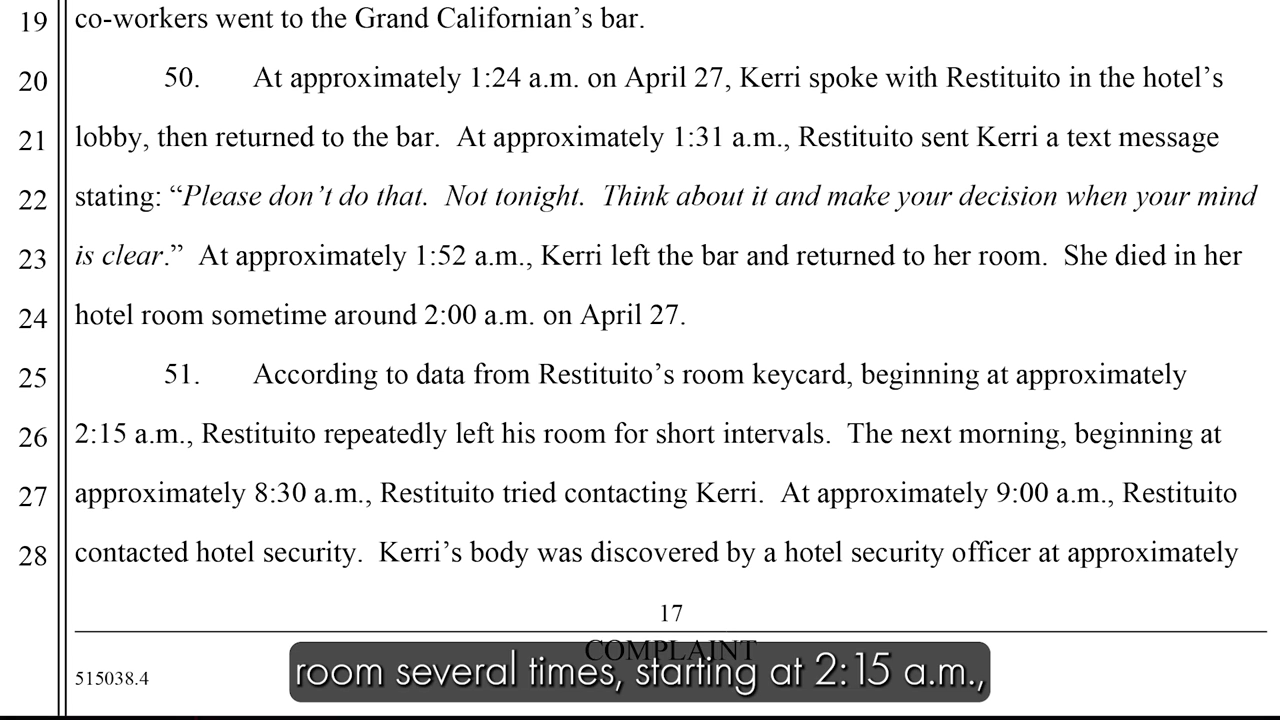 19 co-workers went to the Grand Californian’s bar.
20 50. At approximately 1:24 a.m. on April 27, Kerri spoke with Restituito in the hotel’s
21 lobby, then returned to the bar. At approximately 1:31 a.m., Restituito sent Kerri a text message
22 stating: “Please don’t do that. Not tonight. Think about it and make your decision when your mind
23 is clear.” At approximately 1:52 a.m., Kerri left the bar and returned to her room. She died in her
24 hotel room sometime around 2:00 a.m. on April 27.
25 51. According to data from Restituito’s room keycard, beginning at approximately
26 2:15 a.m., Restituito repeatedly left his room for short intervals. The next morning, beginning at
27 approximately 8:30 a.m., Restituito tried contacting Kerri. At approximately 9:00 a.m., Restituito
28 contacted hotel security. Kerri’s body was discovered by a hotel security officer at approximately
17
COMPLAINT
515038.4
room several times, starting at 2:15 a.m.,